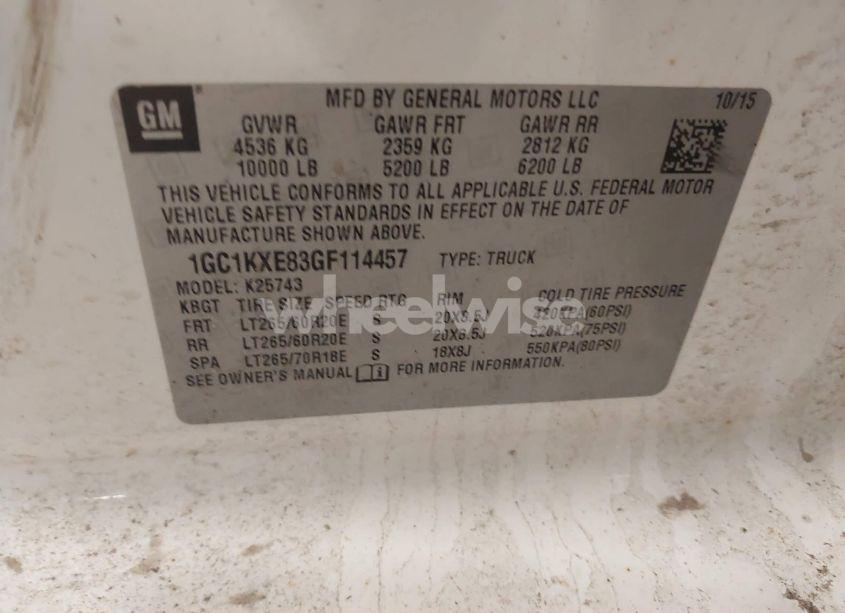 GM
MFD BY GENERAL MOTORS LLC 10/15
GVWR GAWR FRT GAWR RR
4536 KG 2359 KG 2812 KG
10000 LB 5200 LB 6200 LB
THIS VEHICLE CONFORMS TO ALL APPLICABLE U.S. FEDERAL MOTOR
VEHICLE SAFETY STANDARDS IN EFFECT ON THE DATE OF
MANUFACTURE SHOWN ABOVE.
1GC1KXE83GF114457 TYPE: TRUCK
MODEL: K25743
KBGT TIRE SIZE SPEED RTG RIM COLD TIRE PRESSURE
FRT LT265/60R20E S 20X8.5J (60PSI)
RR LT265/60R20E S 20X8.5J 520KPA(75PSI)
SPA LT265/70R18E S 18X8J 550KPA(80PSI)
SEE OWNER'S MANUAL FOR MORE INFORMATION.
wheelwise